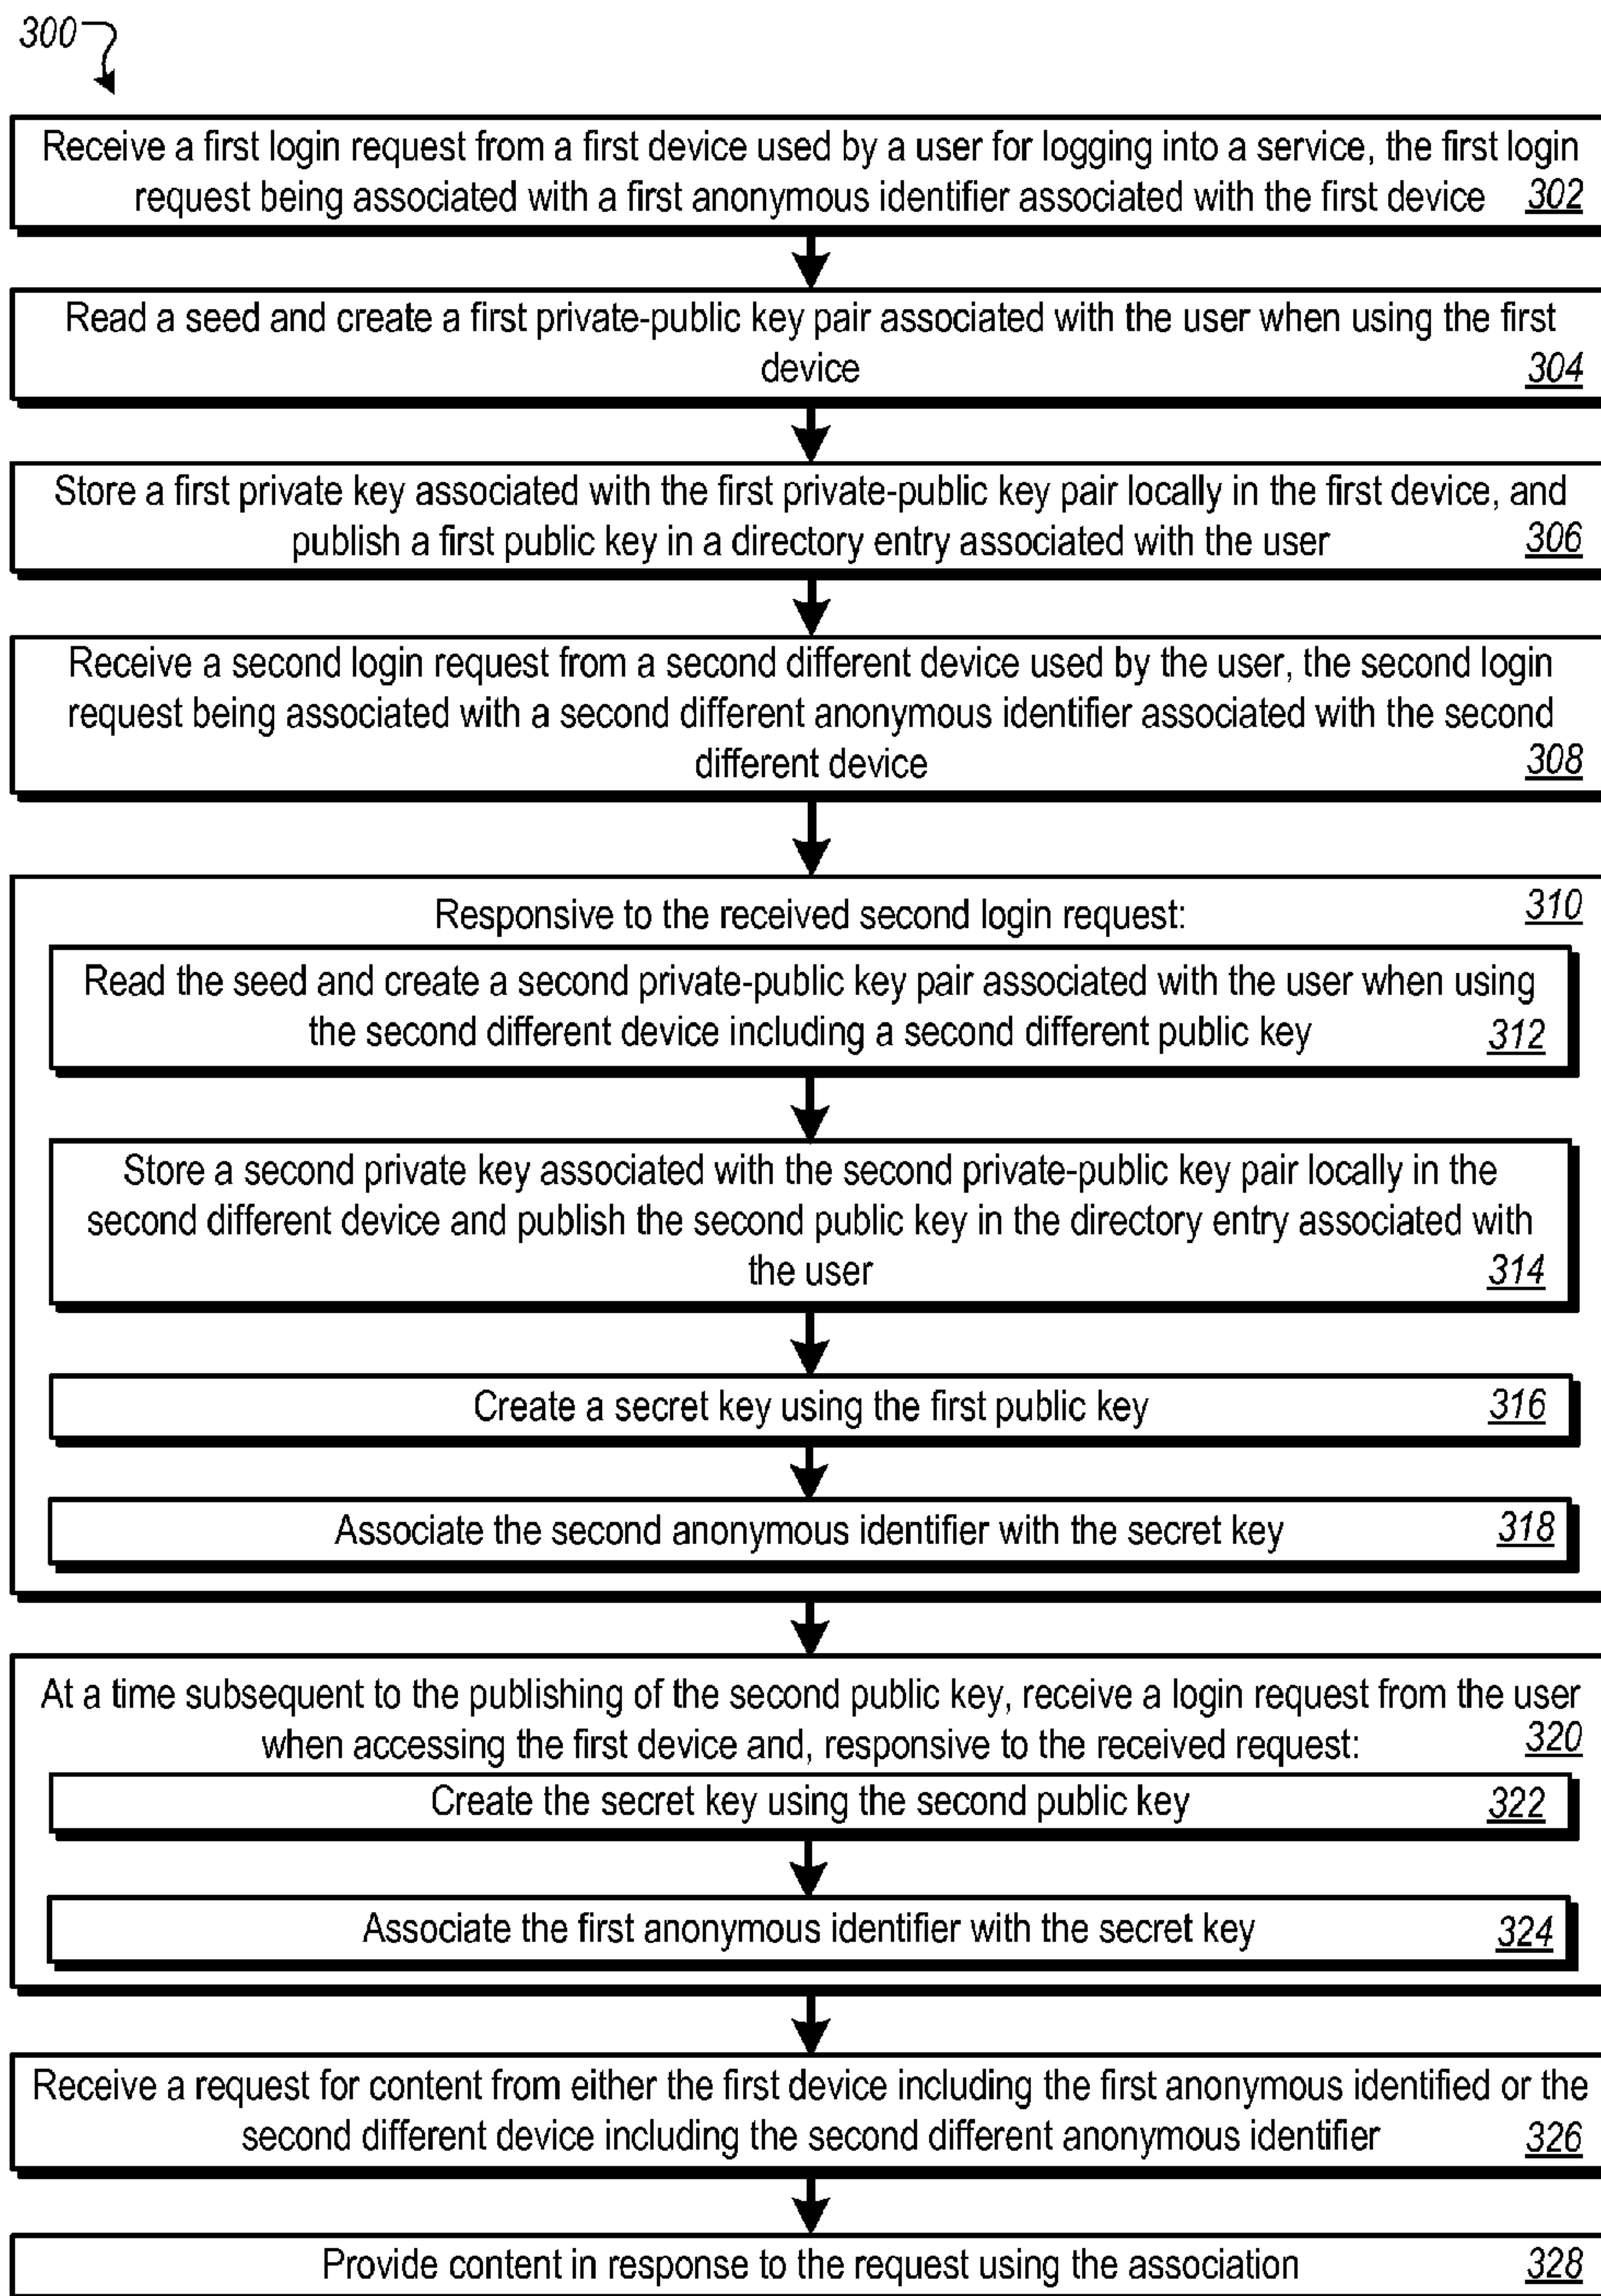 300
Receive a first login request from a first device used by a user for logging into a service, the first login
request being associated with a first anonymous identifier associated with the first device 302
Read a seed and create a first private-public key pair associated with the user when using the first
device 304
Store a first private key associated with the first private-public key pair locally in the first device, and
publish a first public key in a directory entry associated with the user 306
Receive a second login request from a second different device used by the user, the second login
request being associated with a second different anonymous identifier associated with the second
different device 308
Responsive to the received second login request: 310
Read the seed and create a second private-public key pair associated with the user when using
the second different device including a second different public key 312
Store a second private key associated with the second private-public key pair locally in the
second different device and publish the second public key in the directory entry associated with
the user 314
Create a secret key using the first public key 316
Associate the second anonymous identifier with the secret key 318
At a time subsequent to the publishing of the second public key, receive a login request from the user
when accessing the first device and, responsive to the received request: 320
Create the secret key using the second public key 322
Associate the first anonymous identifier with the secret key 324
Receive a request for content from either the first device including the first anonymous identified or the
second different device including the second different anonymous identifier 326
Provide content in response to the request using the association 328